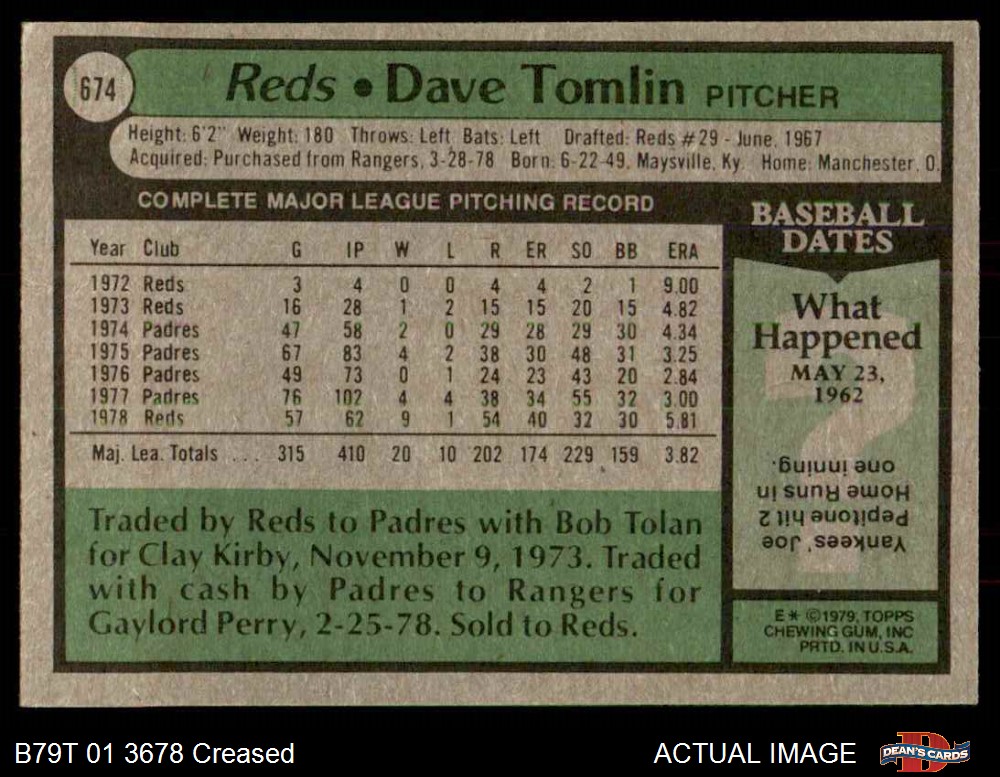 674
Reds • Dave Tomlin PITCHER
Height: 6'2" Weight: 180 Throws: Left Bats: Left Drafted: Reds #29 - June, 1967
Acquired: Purchased from Rangers, 3-28-78 Born: 6-22-49, Maysville, Ky. Home: Manchester, O.
COMPLETE MAJOR LEAGUE PITCHING RECORD
Year Club G IP W L R ER SO BB ERA
1972 Reds 3 4 0 0 4 4 2 1 9.00
1973 Reds 16 28 1 2 15 15 20 15 4.82
1974 Padres 47 58 2 0 29 28 29 30 4.34
1975 Padres 67 83 4 2 38 30 48 31 3.25
1976 Padres 49 73 0 1 24 23 43 20 2.84
1977 Padres 76 102 4 4 38 34 55 32 3.00
1978 Reds 57 62 9 1 54 40 32 30 5.81
Maj. Lea. Totals ... 315 410 20 10 202 174 229 159 3.82
Traded by Reds to Padres with Bob Tolan
for Clay Kirby, November 9, 1973. Traded
with cash by Padres to Rangers for
Gaylord Perry, 2-25-78. Sold to Reds.
BASEBALL
DATES
What
Happened
MAY 23,
1962
?
Yankees' Joe
Pepitone hit 2
Home Runs in
one inning.
E * ©1979, TOPPS
CHEWING GUM, INC
PRTD. IN U.S.A.
B79T 01 3678 Creased
ACTUAL IMAGE
DEAN'S CARDS